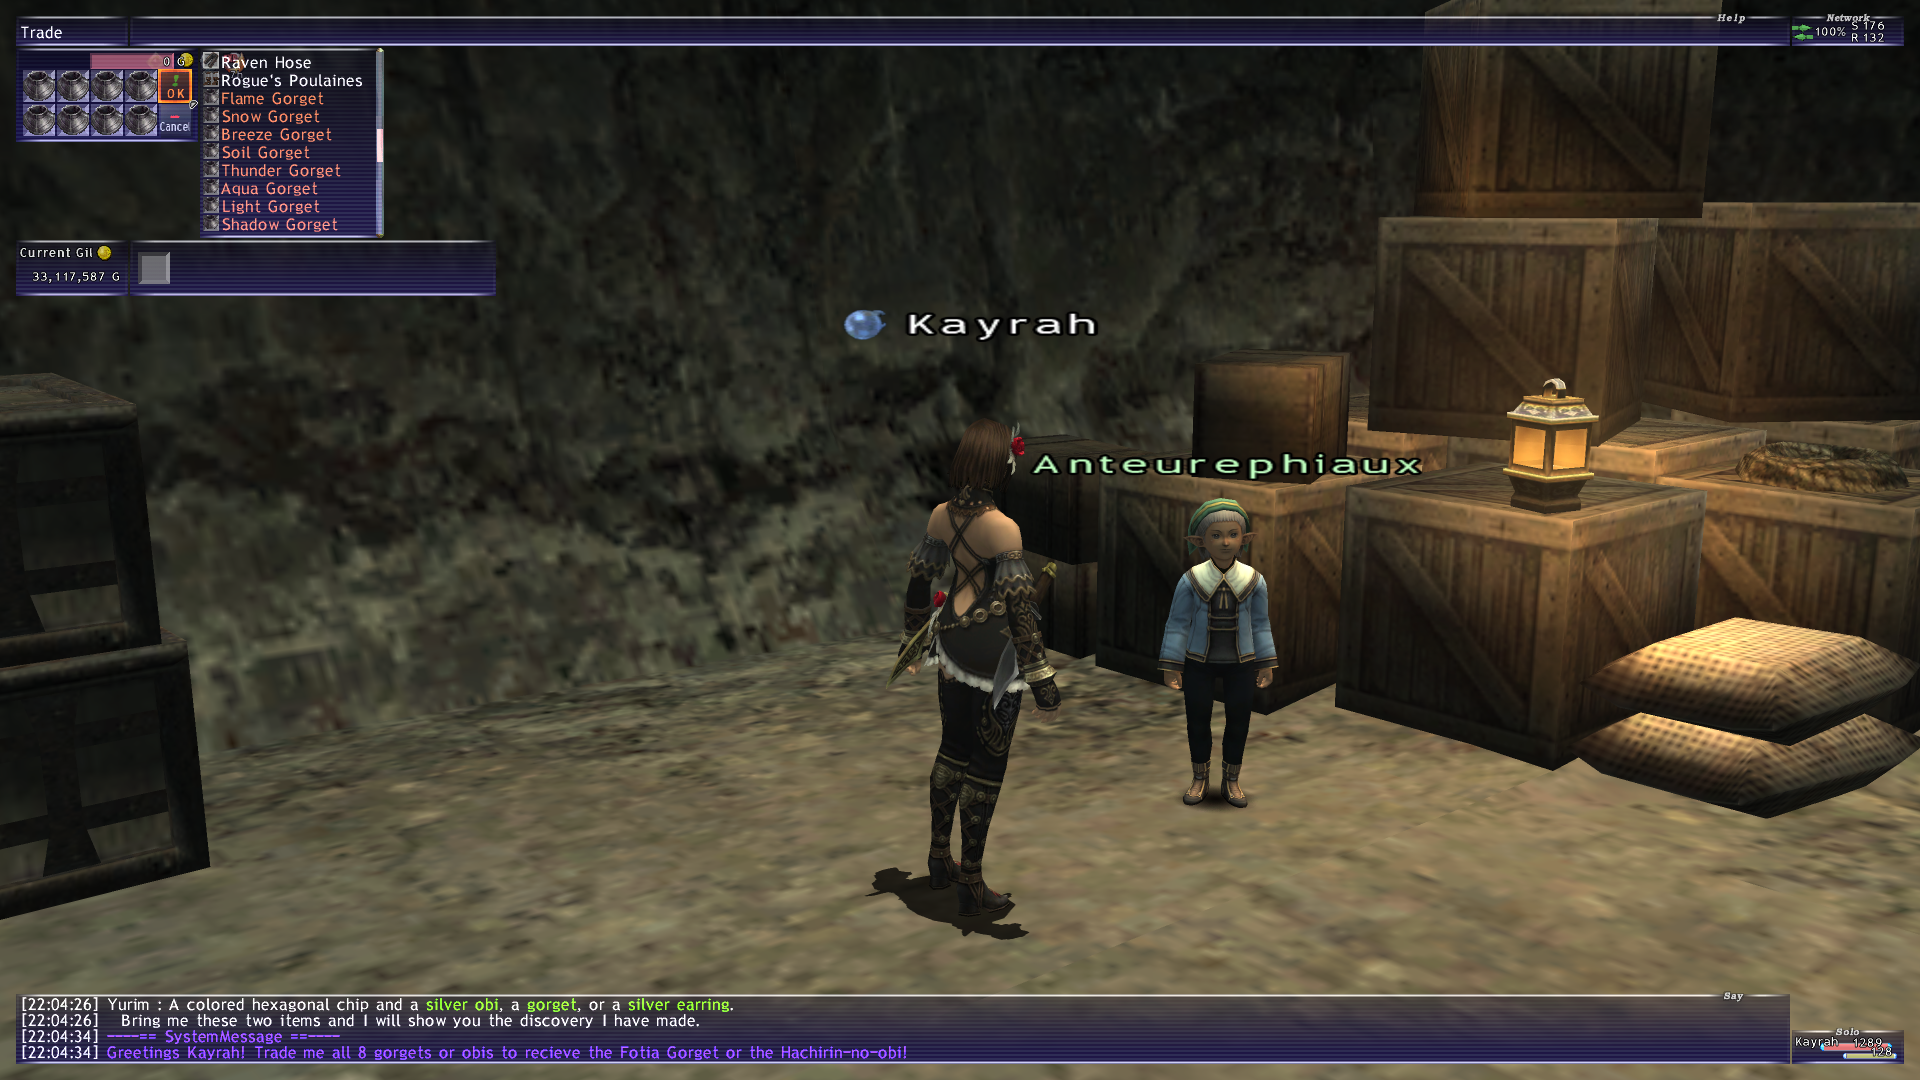 Help
Network
Trade
S 176
100%
R 132
0 G
OK
Cancel
Raven Hose
Rogue's Poulaines
Flame Gorget
Snow Gorget
Breeze Gorget
Soil Gorget
Thunder Gorget
Aqua Gorget
Light Gorget
Shadow Gorget
Current Gil
33,117,587 G
Kayrah
Anteurephiaux
Say
[22:04:26] Yurim : A colored hexagonal chip and a silver obi, a gorget, or a silver earring.
[22:04:26] Bring me these two items and I will show you the discovery I have made.
[22:04:34] ----== SystemMessage ==----
[22:04:34] Greetings Kayrah! Trade me all 8 gorgets or obis to recieve the Fotia Gorget or the Hachirin-no-obi!
Solo
Kayrah 1289
128